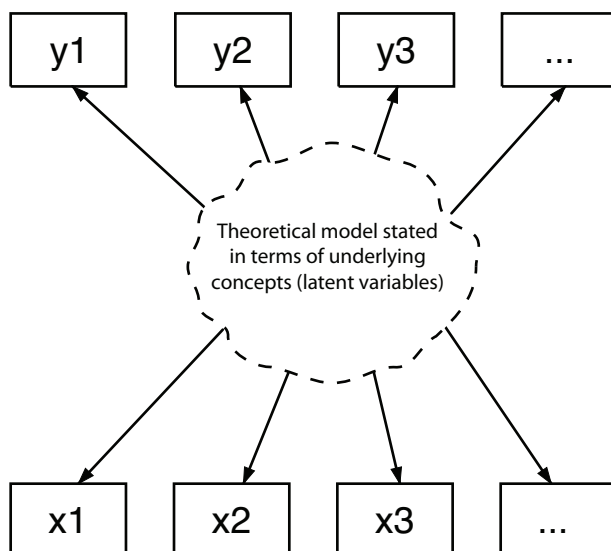 y1
y2
y3
...
Theoretical model stated
in terms of underlying
concepts (latent variables)
x1
x2
x3
...